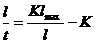 l/t = Kl_max/l − K